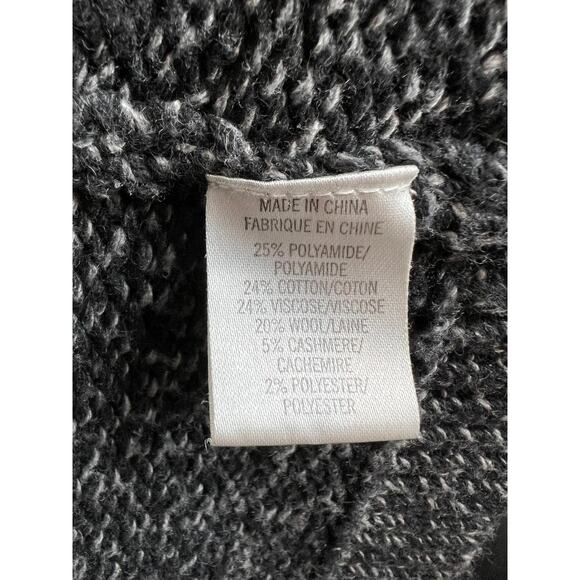 MADE IN CHINA
FABRIQUE EN CHINE
25% POLYAMIDE/
POLYAMIDE
24% COTTON/COTON
24% VISCOSE/VISCOSE
20% WOOL/LAINE
5% CASHMERE/
CACHEMIRE
2% POLYESTER/
POLYESTER